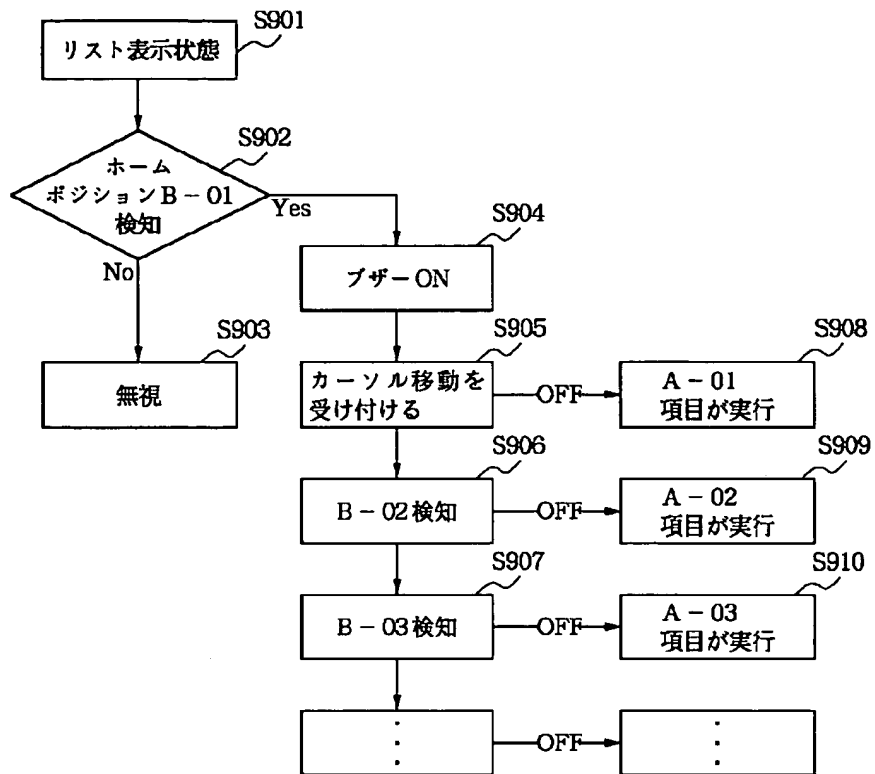 S901
リスト表示状態
S902
ホーム
ポジションB－01
検知
Yes
No
S903
無視
S904
ブザーON
S905
カーソル移動を
受け付ける
OFF
S908
A－01
項目が実行
S906
B－02検知
OFF
S909
A－02
項目が実行
S907
B－03検知
OFF
S910
A－03
項目が実行
OFF